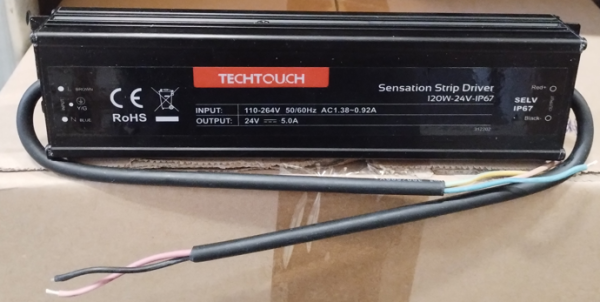 TECHTOUCH
Sensation Strip Driver
120W-24V-IP67
CE
RoHS
INPUT: 110-264V 50/60Hz AC1.38~0.92A
OUTPUT: 24V ⎓ 5.0A
Red+
SELV
IP67
Black-